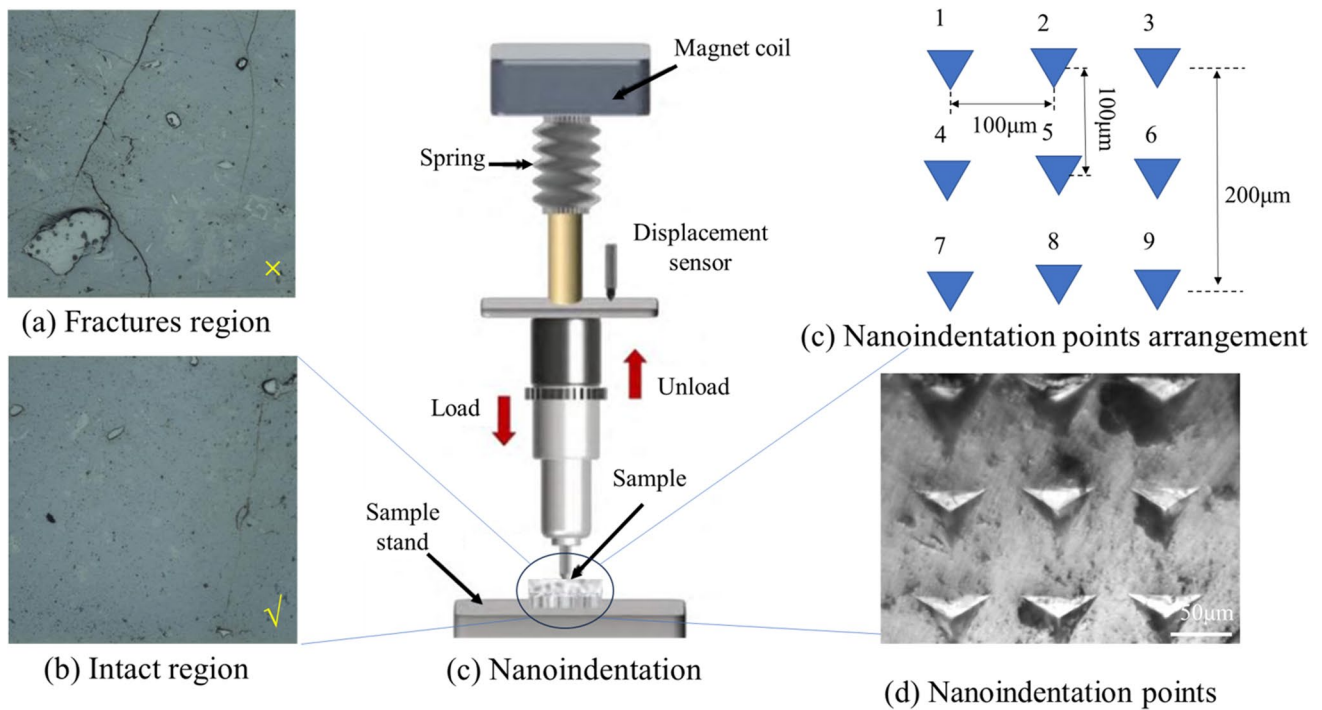 ×
(a) Fractures region
√
(b) Intact region
Magnet coil
Spring
Displacement
sensor
Load
Unload
Sample
Sample
stand
(c) Nanoindentation
1
2
3
100μm
100μm
4
5
6
200μm
7
8
9
(c) Nanoindentation points arrangement
50μm
(d) Nanoindentation points